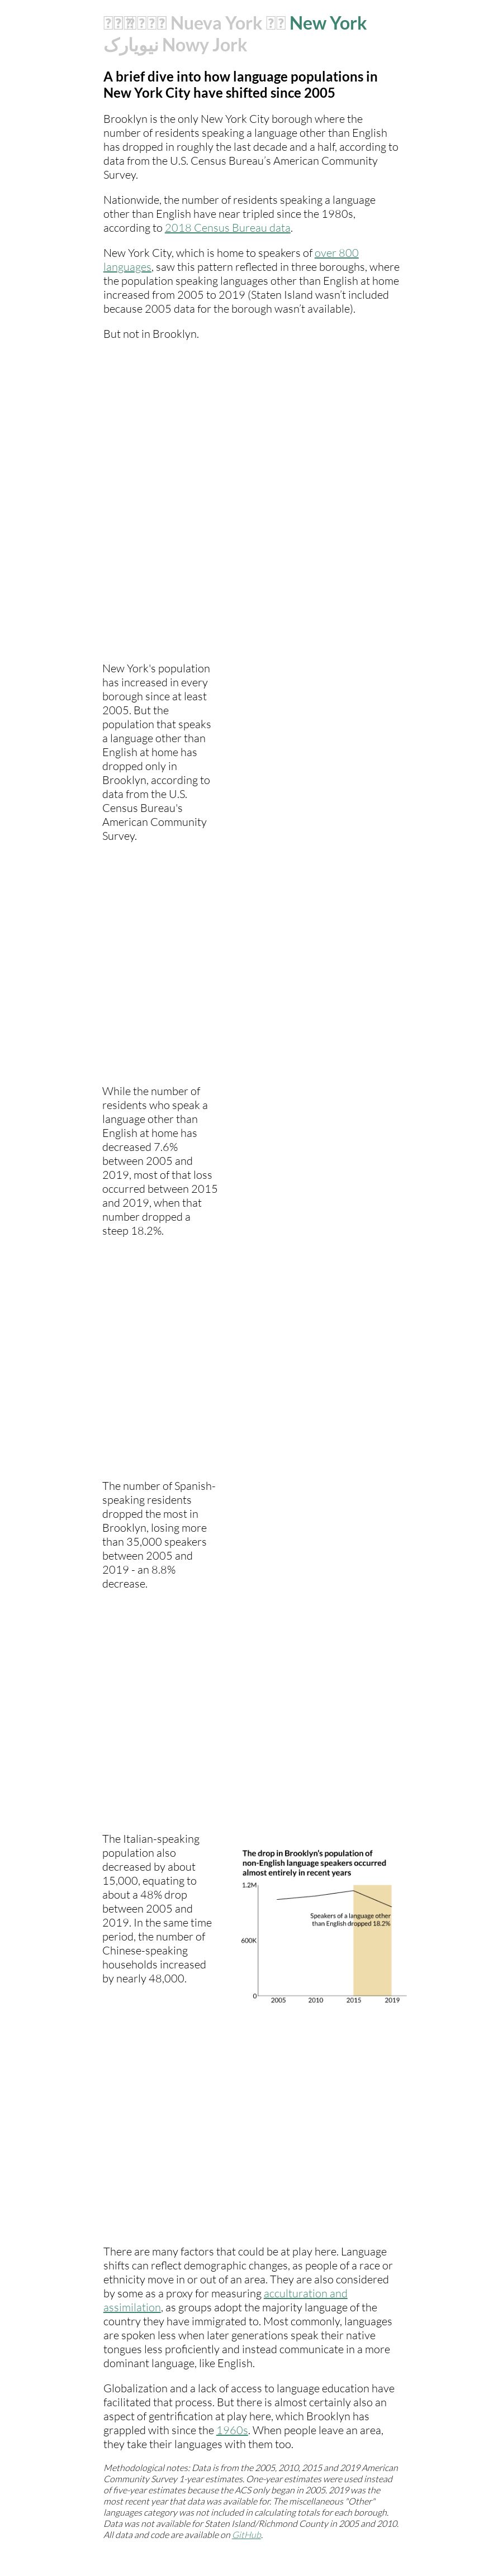 Nueva York New York
نیویارک Nowy Jork
A brief dive into how language populations in
New York City have shifted since 2005
Brooklyn is the only New York City borough where the
number of residents speaking a language other than English
has dropped in roughly the last decade and a half, according to
data from the U.S. Census Bureau's American Community
Survey.
Nationwide, the number of residents speaking a language
other than English have near tripled since the 1980s,
according to 2018 Census Bureau data.
New York City, which is home to speakers of over 800
languages, saw this pattern reflected in three boroughs, where
the population speaking languages other than English at home
increased from 2005 to 2019 (Staten Island wasn't included
because 2005 data for the borough wasn't available).
But not in Brooklyn.
New York's population
has increased in every
borough since at least
2005. But the
population that speaks
a language other than
English at home has
dropped only in
Brooklyn, according to
data from the U.S.
Census Bureau's
American Community
Survey.
While the number of
residents who speak a
language other than
English at home has
decreased 7.6%
between 2005 and
2019, most of that loss
occurred between 2015
and 2019, when that
number dropped a
steep 18.2%.
The number of Spanish-
speaking residents
dropped the most in
Brooklyn, losing more
than 35,000 speakers
between 2005 and
2019 - an 8.8%
decrease.
The Italian-speaking
population also
decreased by about
15,000, equating to
about a 48% drop
between 2005 and
2019. In the same time
period, the number of
Chinese-speaking
households increased
by nearly 48,000.
The drop in Brooklyn's population of
non-English language speakers occurred
almost entirely in recent years
1.2M
Speakers of a language other
than English dropped 18.2%
600K
0
2005 2010 2015 2019
There are many factors that could be at play here. Language
shifts can reflect demographic changes, as people of a race or
ethnicity move in or out of an area. They are also considered
by some as a proxy for measuring acculturation and
assimilation, as groups adopt the majority language of the
country they have immigrated to. Most commonly, languages
are spoken less when later generations speak their native
tongues less proficiently and instead communicate in a more
dominant language, like English.
Globalization and a lack of access to language education have
facilitated that process. But there is almost certainly also an
aspect of gentrification at play here, which Brooklyn has
grappled with since the 1960s. When people leave an area,
they take their languages with them too.
Methodological notes: Data is from the 2005, 2010, 2015 and 2019 American
Community Survey 1-year estimates. One-year estimates were used instead
of five-year estimates because the ACS only began in 2005. 2019 was the
most recent year that data was available for. The miscellaneous "Other"
languages category was not included in calculating totals for each borough.
Data was not available for Staten Island/Richmond County in 2005 and 2010.
All data and code are available on GitHub.